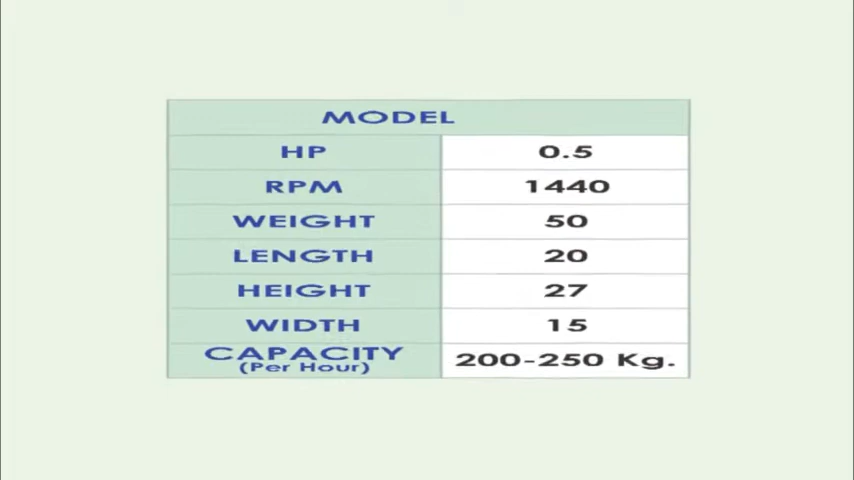 MODEL
HP 0.5
RPM 1440
WEIGHT 50
LENGTH 20
HEIGHT 27
WIDTH 15
CAPACITY
(Per Hour) 200-250 Kg.